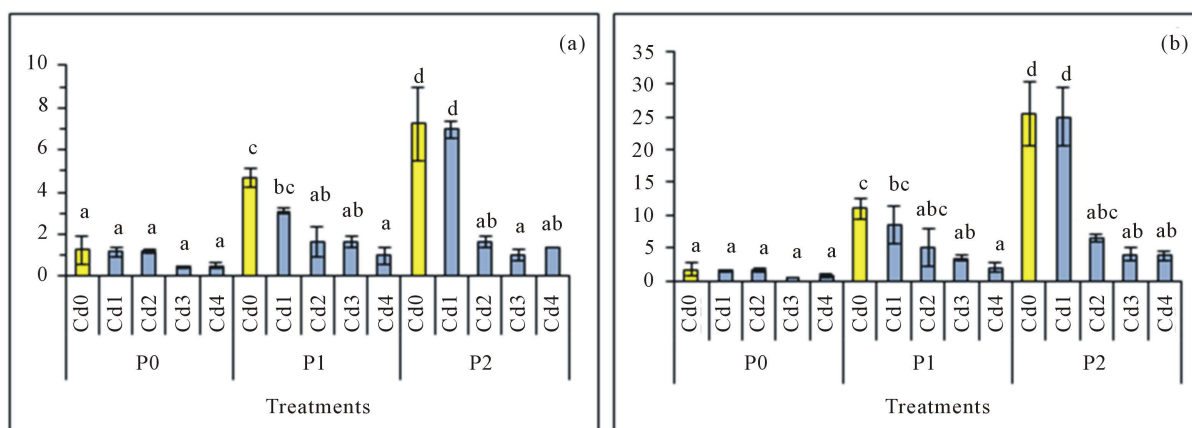 (a)
10
8
6
4
2
0
a a a a a c bc ab ab a d d ab a ab
Cd0 Cd1 Cd2 Cd3 Cd4 Cd0 Cd1 Cd2 Cd3 Cd4 Cd0 Cd1 Cd2 Cd3 Cd4
P0 P1 P2
Treatments
(b)
35
30
25
20
15
10
5
0
a a a a a c bc abc ab a d d abc ab ab
Cd0 Cd1 Cd2 Cd3 Cd4 Cd0 Cd1 Cd2 Cd3 Cd4 Cd0 Cd1 Cd2 Cd3 Cd4
P0 P1 P2
Treatments